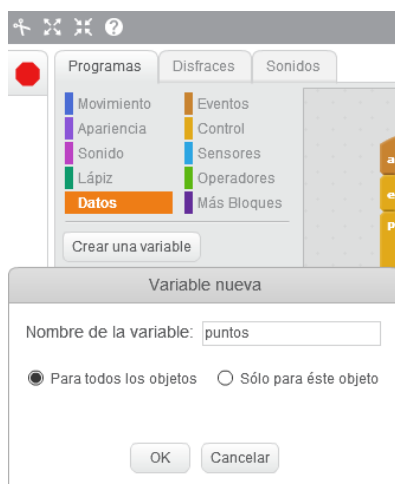 Programas Disfraces Sonidos
Movimiento Eventos
Apariencia Control
Sonido Sensores
Lápiz Operadores
Datos Más Bloques
Crear una variable
Variable nueva
Nombre de la variable: puntos
Para todos los objetos Sólo para éste objeto
OK Cancelar